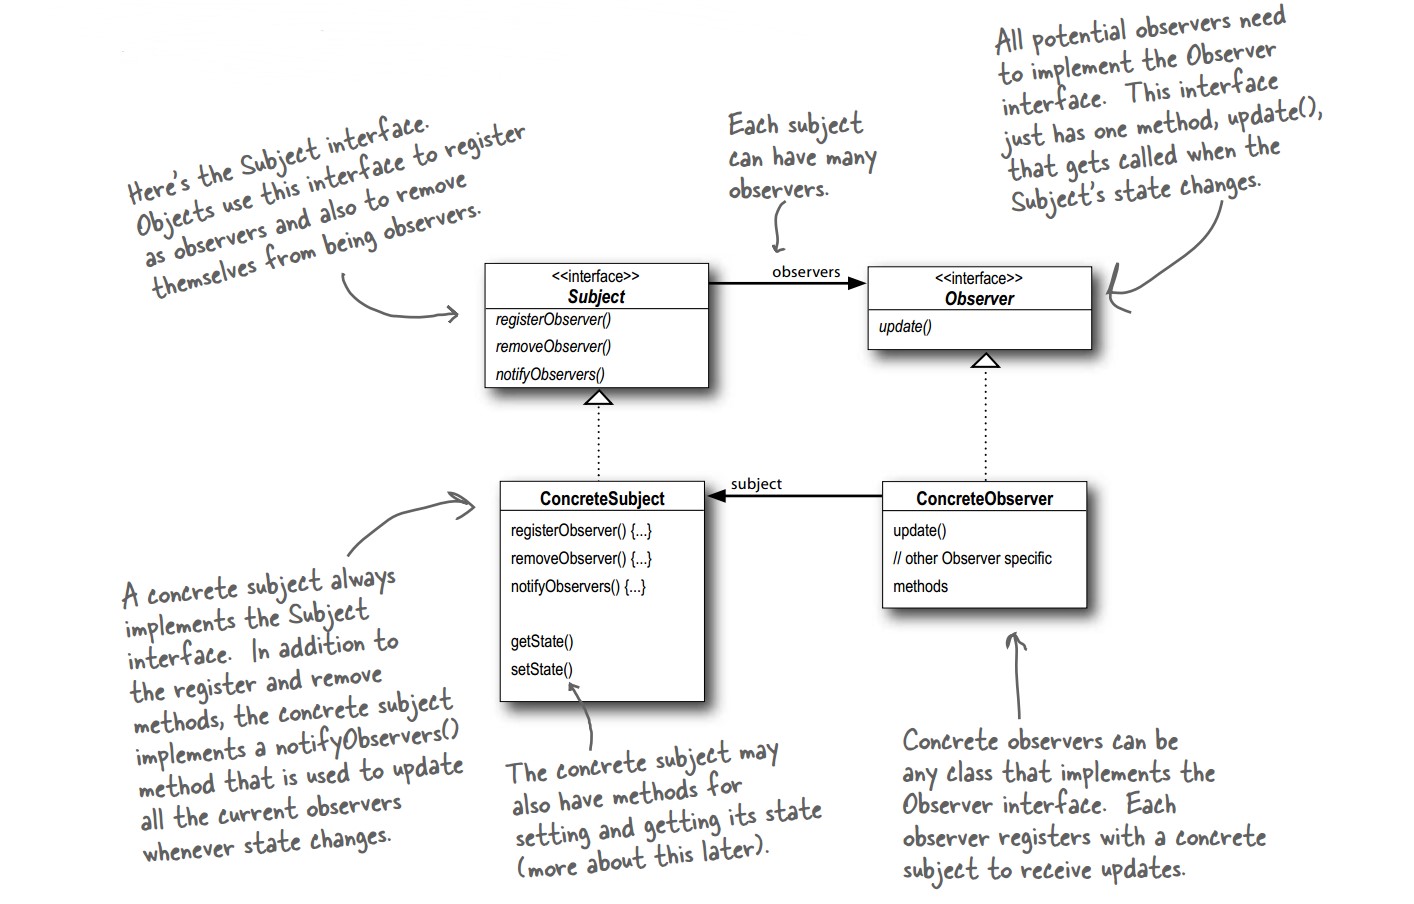 All potential observers need
to implement the Observer
interface. This interface
just has one method, update(),
that gets called when the
Subject's state changes.
Each subject
can have many
observers.
Here's the Subject interface.
Objects use this interface to register
as observers and also to remove
themselves from being observers.
<<interface>>
Subject
registerObserver()
removeObserver()
notifyObservers()
observers
<<interface>>
Observer
update()
ConcreteSubject
registerObserver() {...}
removeObserver() {...}
notifyObservers() {...}
getState()
setState()
subject
ConcreteObserver
update()
// other Observer specific
methods
A concrete subject always
implements the Subject
interface. In addition to
the register and remove
methods, the concrete subject
implements a notifyObservers()
method that is used to update
all the current observers
whenever state changes.
The concrete subject may
also have methods for
setting and getting its state
(more about this later).
Concrete observers can be
any class that implements the
Observer interface. Each
observer registers with a concrete
subject to receive updates.